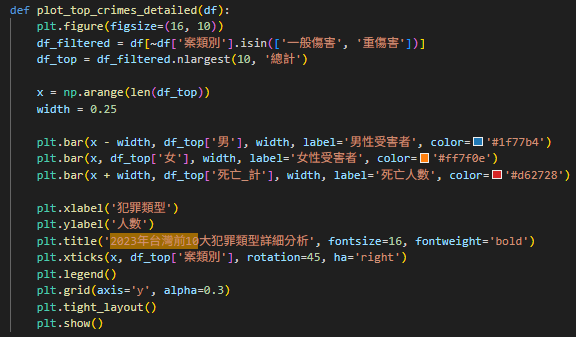 def plot_top_crimes_detailed(df):
    plt.figure(figsize=(16, 10))
    df_filtered = df[~df['案類別'].isin(['一般傷害', '重傷害'])]
    df_top = df_filtered.nlargest(10, '總計')

    x = np.arange(len(df_top))
    width = 0.25

    plt.bar(x - width, df_top['男'], width, label='男性受害者', color='#1f77b4')
    plt.bar(x, df_top['女'], width, label='女性受害者', color='#ff7f0e')
    plt.bar(x + width, df_top['死亡_計'], width, label='死亡人數', color='#d62728')

    plt.xlabel('犯罪類型')
    plt.ylabel('人數')
    plt.title('2023年台灣前10大犯罪類型詳細分析', fontsize=16, fontweight='bold')
    plt.xticks(x, df_top['案類別'], rotation=45, ha='right')
    plt.legend()
    plt.grid(axis='y', alpha=0.3)
    plt.tight_layout()
    plt.show()